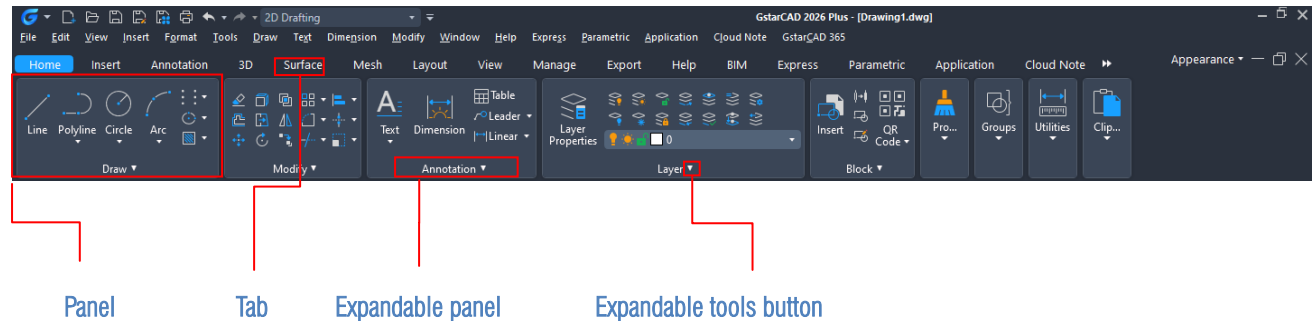 2D Drafting GstarCAD 2026 Plus - [Drawing1.dwg]
File Edit View Insert Format Tools Draw Text Dimension Modify Window Help Express Parametric Application Cloud Note GstarCAD 365
Home Insert Annotation 3D Surface Mesh Layout View Manage Export Help BIM Express Parametric Application Cloud Note Appearance
Line Polyline Circle Arc
Text Dimension
Table
Leader
Linear
Layer
Properties
0
Insert
QR
Code
Pro... Groups Utilities Clip...
Draw Modify Annotation Layer Block
Panel Tab Expandable panel Expandable tools button